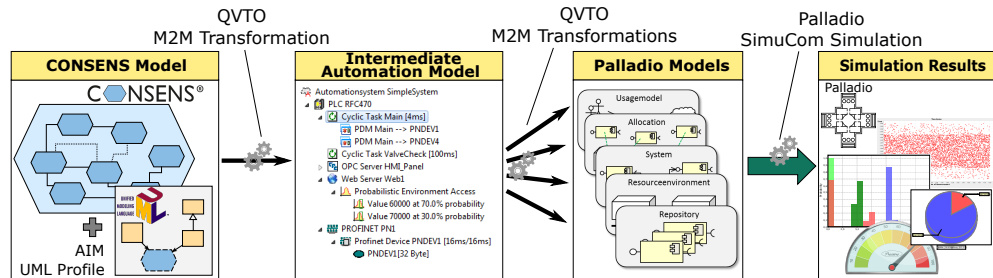 QVTO
M2M Transformation
QVTO
M2M Transformations
Palladio
SimuCom Simulation
CONSENS Model
CONSENS®
UNIFIED
MODELING
LANGUAGE
UML
AIM
UML Profile
Intermediate
Automation Model
Automationsystem SimpleSystem
PLC RFC470
Cyclic Task Main [4ms]
PDM Main --> PNDEV1
PDM Main --> PNDEV4
Cyclic Task ValveCheck [100ms]
OPC Server HMI_Panel
Web Server Web1
Probabilistic Environment Access
Value 60000 at 70.0% probability
Value 70000 at 30.0% probability
PROFINET PN1
Profinet Device PNDEV1 [16ms/16ms]
PNDEV1[32 Byte]
Palladio Models
Usagemodel
Allocation
System
Resourceenvironment
Repository
Simulation Results
Palladio